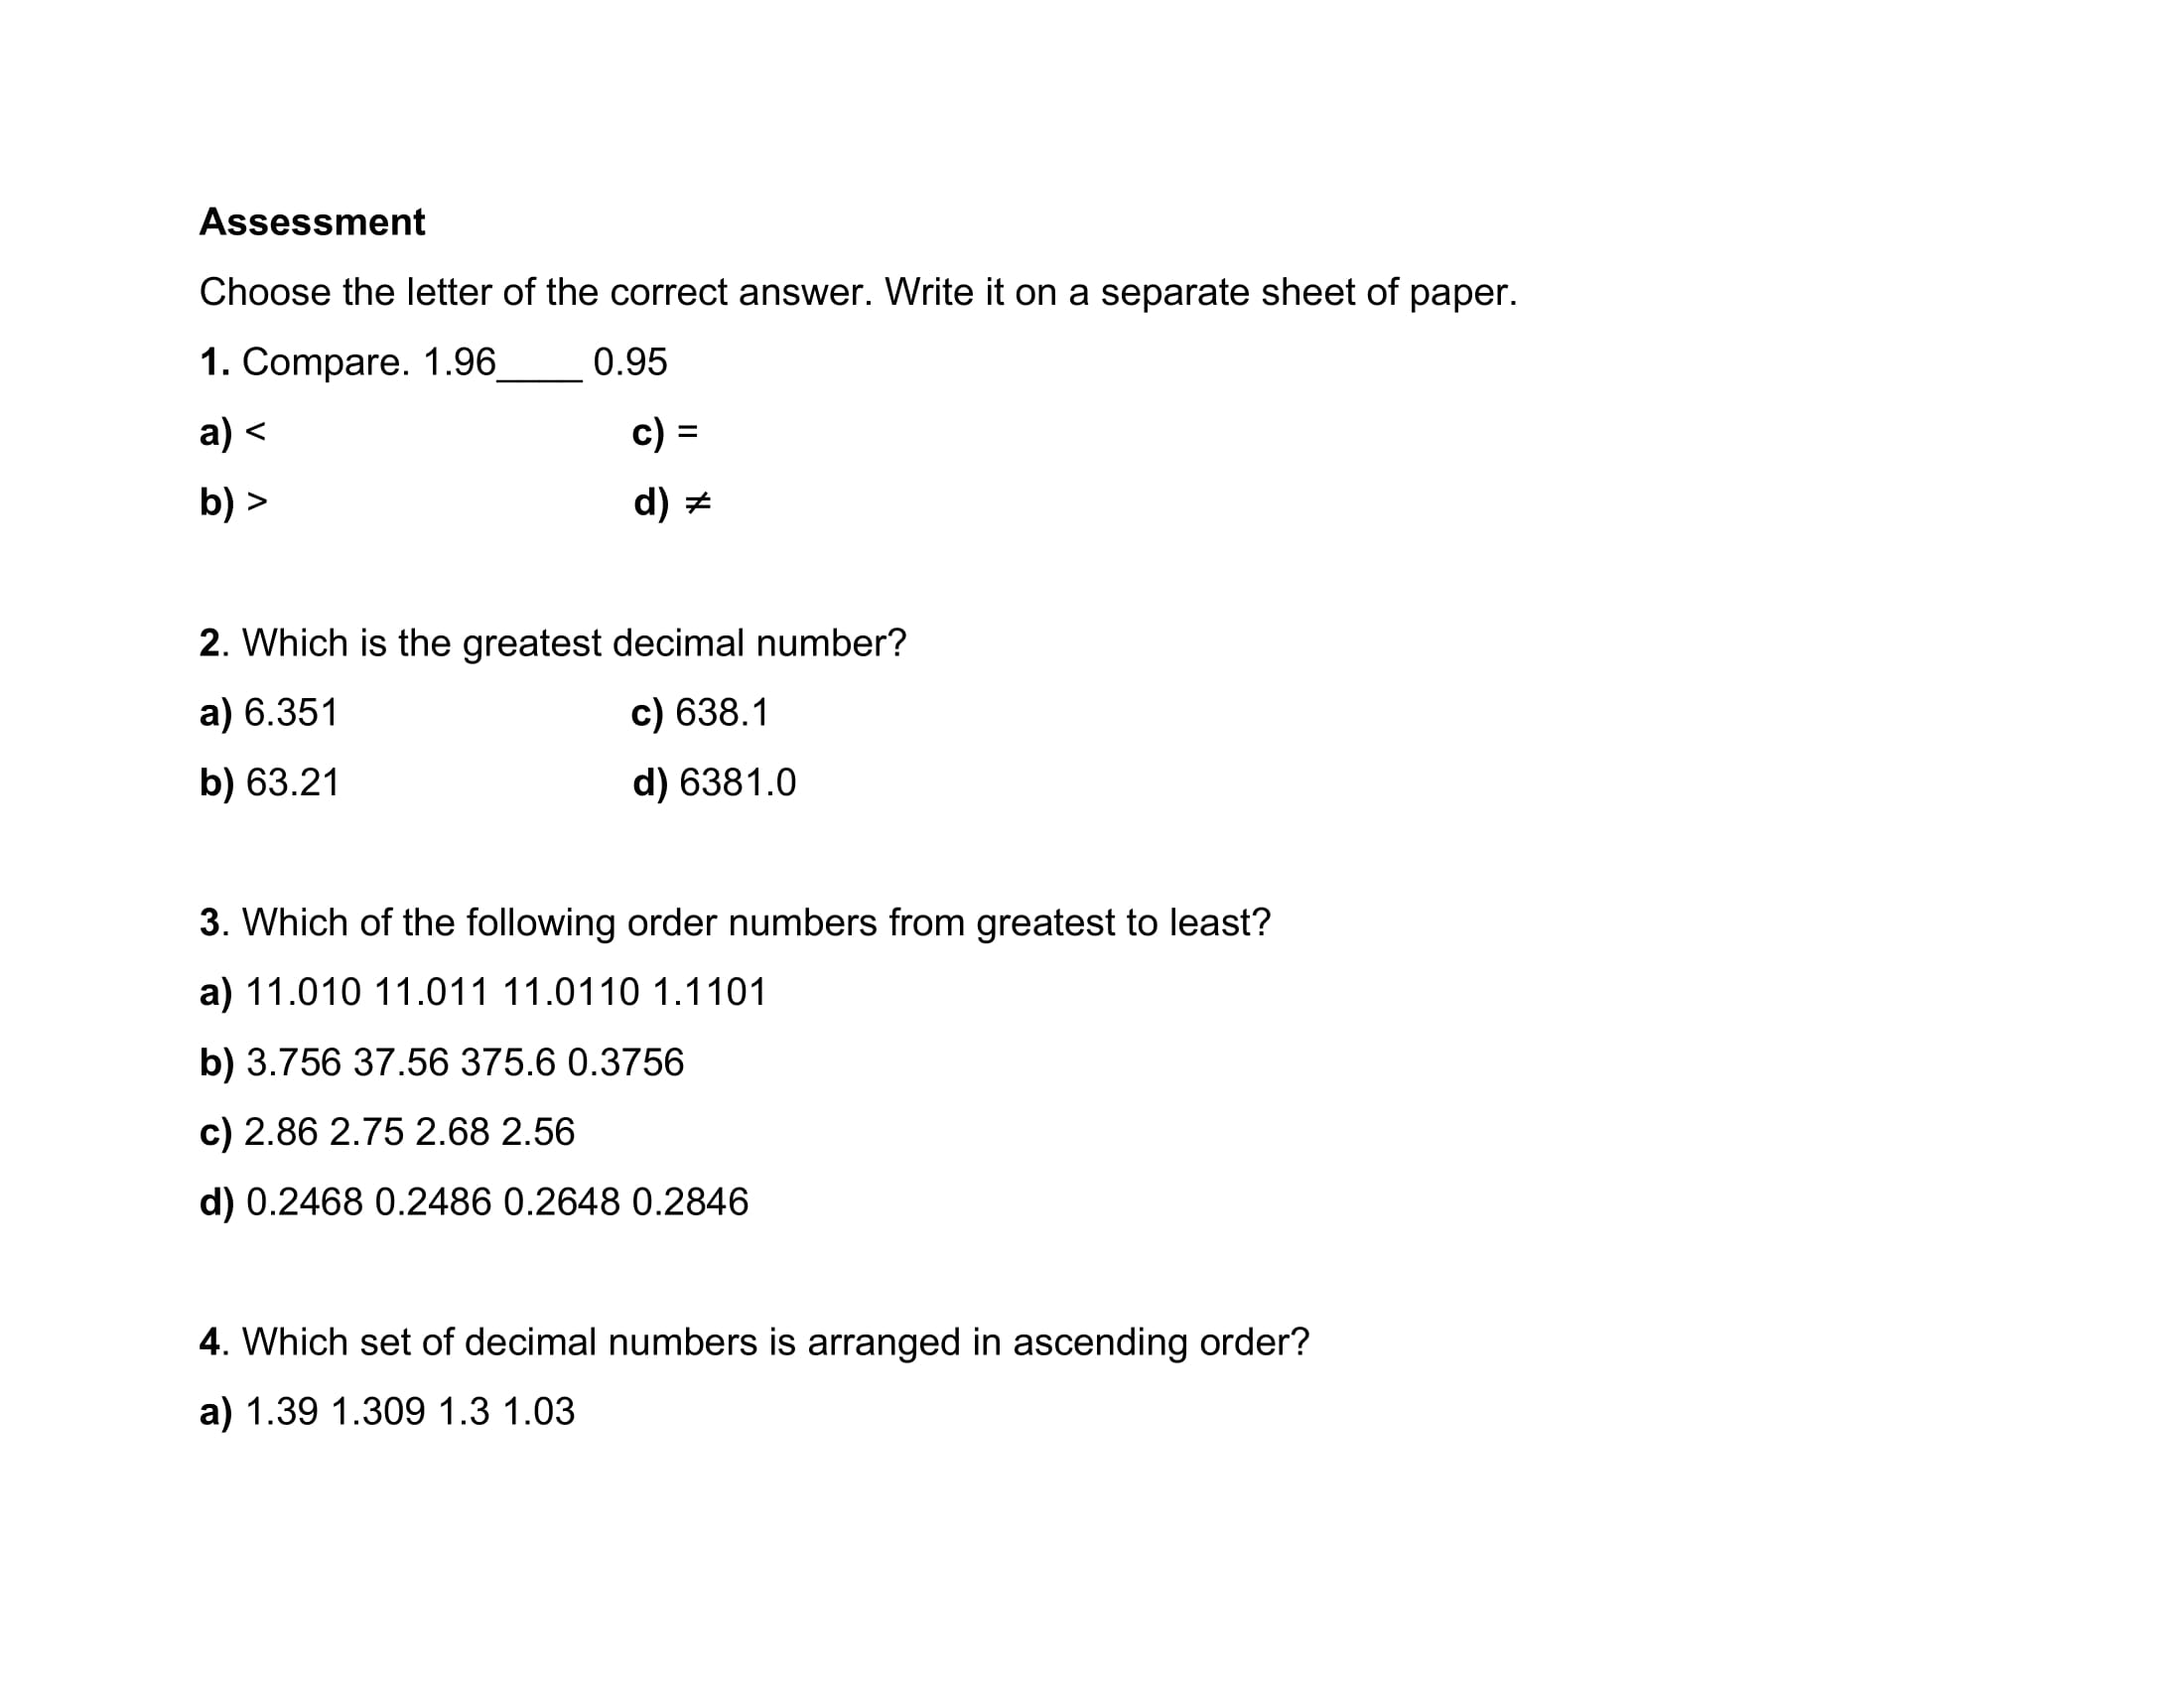 Assessment
Choose the letter of the correct answer. Write it on a separate sheet of paper.
1. Compare. 1.96____ 0.95
a) < c) =
b) > d) ≠
2. Which is the greatest decimal number?
a) 6.351 c) 638.1
b) 63.21 d) 6381.0
3. Which of the following order numbers from greatest to least?
a) 11.010 11.011 11.0110 1.1101
b) 3.756 37.56 375.6 0.3756
c) 2.86 2.75 2.68 2.56
d) 0.2468 0.2486 0.2648 0.2846
4. Which set of decimal numbers is arranged in ascending order?
a) 1.39 1.309 1.3 1.03